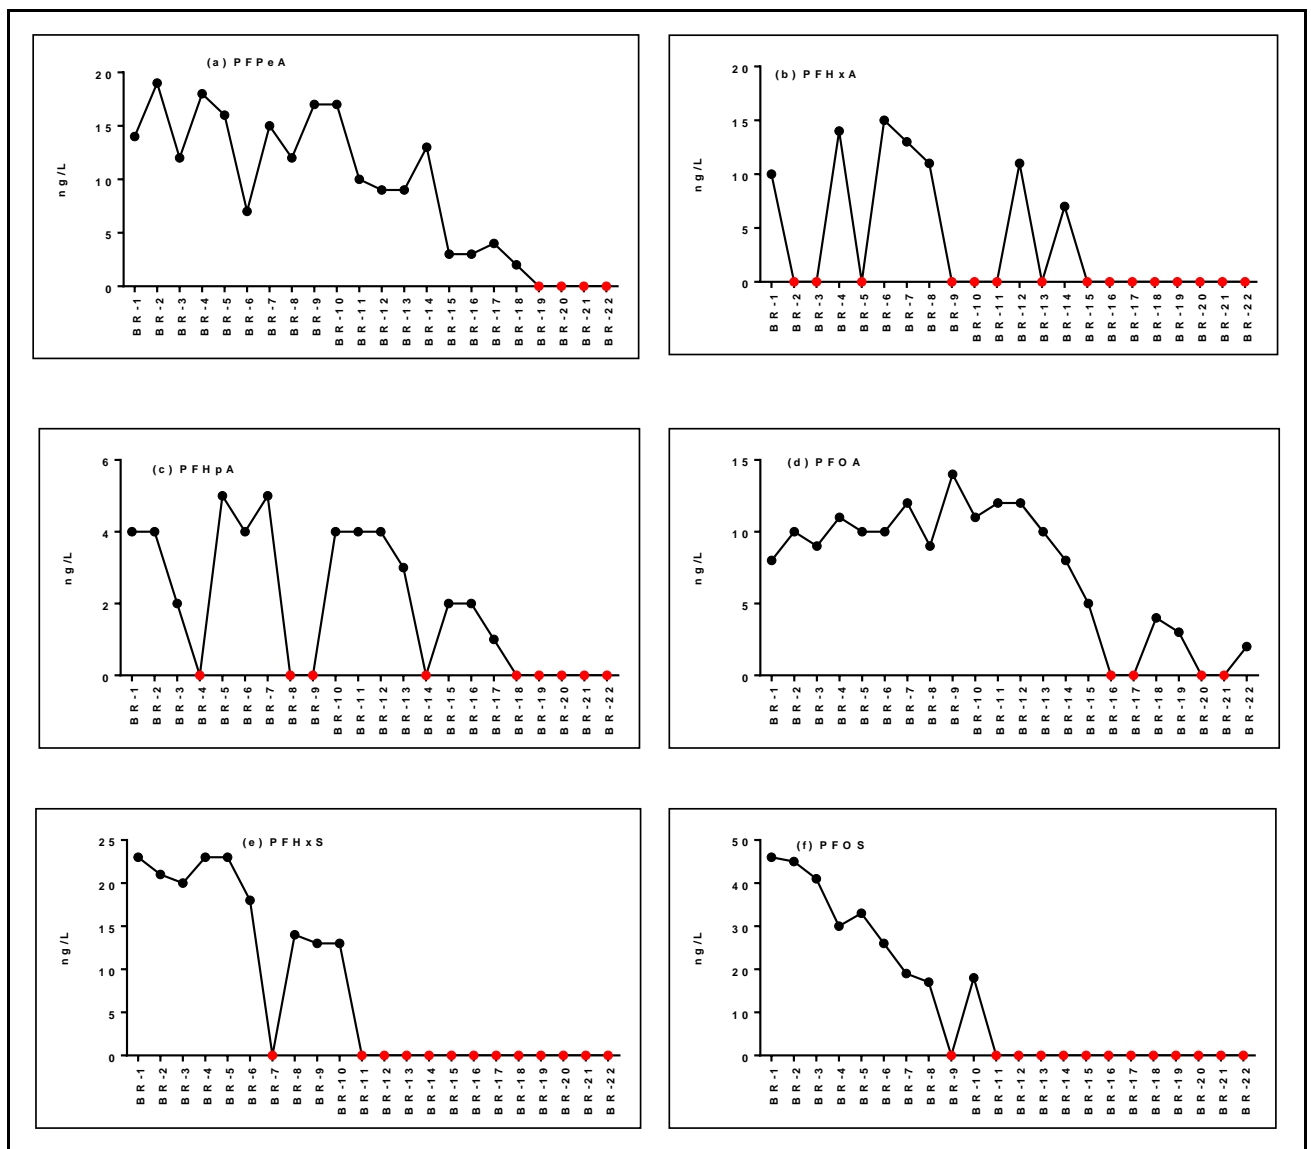 (a) PFPeA
20
15
10
5
0
ng/L
BR-1 BR-2 BR-3 BR-4 BR-5 BR-6 BR-7 BR-8 BR-9 BR-10 BR-11 BR-12 BR-13 BR-14 BR-15 BR-16 BR-17 BR-18 BR-19 BR-20 BR-21 BR-22
(b) PFHxA
20
15
10
5
0
ng/L
BR-1 BR-2 BR-3 BR-4 BR-5 BR-6 BR-7 BR-8 BR-9 BR-10 BR-11 BR-12 BR-13 BR-14 BR-15 BR-16 BR-17 BR-18 BR-19 BR-20 BR-21 BR-22
(c) PFHpA
6
4
2
0
ng/L
BR-1 BR-2 BR-3 BR-4 BR-5 BR-6 BR-7 BR-8 BR-9 BR-10 BR-11 BR-12 BR-13 BR-14 BR-15 BR-16 BR-17 BR-18 BR-19 BR-20 BR-21 BR-22
(d) PFOA
15
10
5
0
ng/L
BR-1 BR-2 BR-3 BR-4 BR-5 BR-6 BR-7 BR-8 BR-9 BR-10 BR-11 BR-12 BR-13 BR-14 BR-15 BR-16 BR-17 BR-18 BR-19 BR-20 BR-21 BR-22
(e) PFHxS
25
20
15
10
5
0
ng/L
BR-1 BR-2 BR-3 BR-4 BR-5 BR-6 BR-7 BR-8 BR-9 BR-10 BR-11 BR-12 BR-13 BR-14 BR-15 BR-16 BR-17 BR-18 BR-19 BR-20 BR-21 BR-22
(f) PFOS
50
40
30
20
10
0
ng/L
BR-1 BR-2 BR-3 BR-4 BR-5 BR-6 BR-7 BR-8 BR-9 BR-10 BR-11 BR-12 BR-13 BR-14 BR-15 BR-16 BR-17 BR-18 BR-19 BR-20 BR-21 BR-22